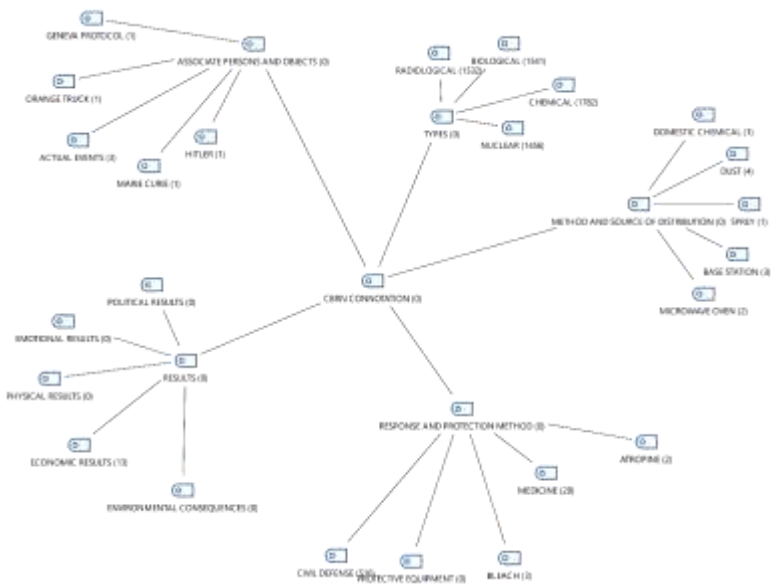 GENEVA PROTOCOL (1)
ASSOCIATE PERSONS AND OBJECTS (0)
ORANGE TRUCK (1)
ACTUAL EVENTS (0)
MARIE CURIE (1)
HITLER (1)
RADIOLOGICAL
BIOLOGICAL (1541)
CHEMICAL (1782)
TYPES (0)
NUCLEAR (1456)
DOMESTIC CHEMICAL (1)
DUST (4)
METHOD AND SOURCE OF DISTRIBUTION (0)
SPREY (1)
BASE STATION (3)
MICROWAVE OVEN (2)
CBRN CONNOTATION (0)
POLITICAL RESULTS (0)
EMOTIONAL RESULTS (0)
RESULTS (0)
PHYSICAL RESULTS (0)
ECONOMIC RESULTS (13)
ENVIRONMENTAL CONSEQUENCES (0)
RESPONSE AND PROTECTION METHOD (0)
ATROPINE (2)
MEDICINE (20)
CIVIL DEFENSE
PROTECTIVE EQUIPMENT (0)
BLEACH (3)